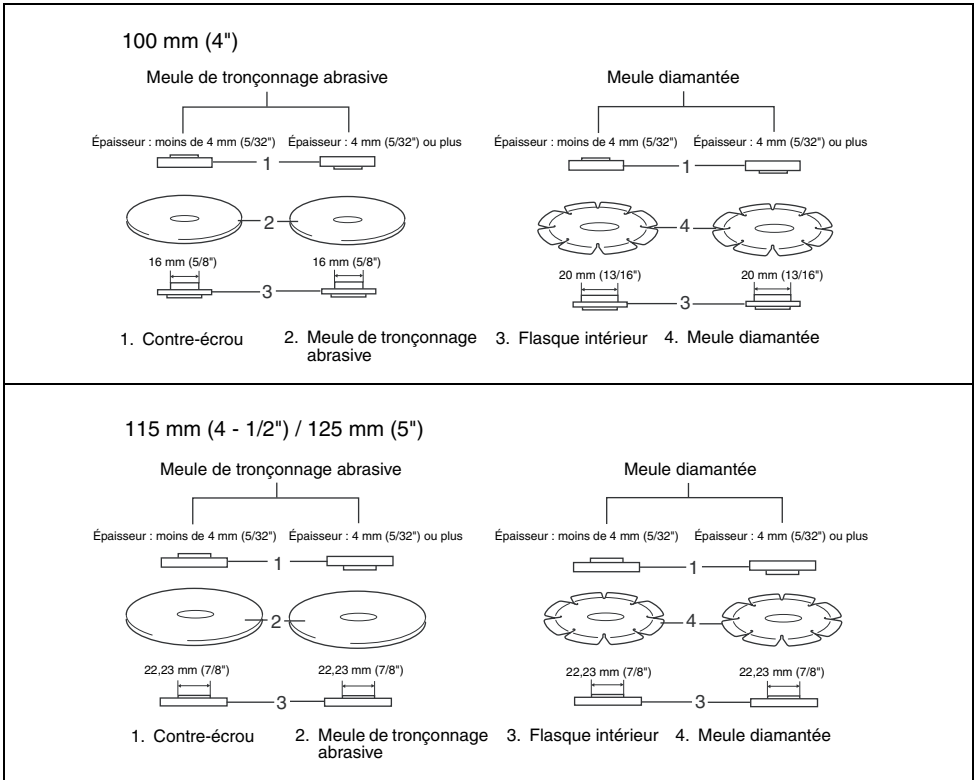 100 mm (4")
Meule de tronçonnage abrasive
Meule diamantée
Épaisseur : moins de 4 mm (5/32")
Épaisseur : 4 mm (5/32") ou plus
Épaisseur : moins de 4 mm (5/32")
Épaisseur : 4 mm (5/32") ou plus
1
1
2
4
16 mm (5/8")
16 mm (5/8")
20 mm (13/16")
20 mm (13/16")
3
3
1. Contre-écrou
2. Meule de tronçonnage
abrasive
3. Flasque intérieur
4. Meule diamantée
115 mm (4 - 1/2") / 125 mm (5")
Meule de tronçonnage abrasive
Meule diamantée
Épaisseur : moins de 4 mm (5/32")
Épaisseur : 4 mm (5/32") ou plus
Épaisseur : moins de 4 mm (5/32")
Épaisseur : 4 mm (5/32") ou plus
1
1
2
4
22,23 mm (7/8")
22,23 mm (7/8")
22,23 mm (7/8")
22,23 mm (7/8")
3
3
1. Contre-écrou
2. Meule de tronçonnage
abrasive
3. Flasque intérieur
4. Meule diamantée